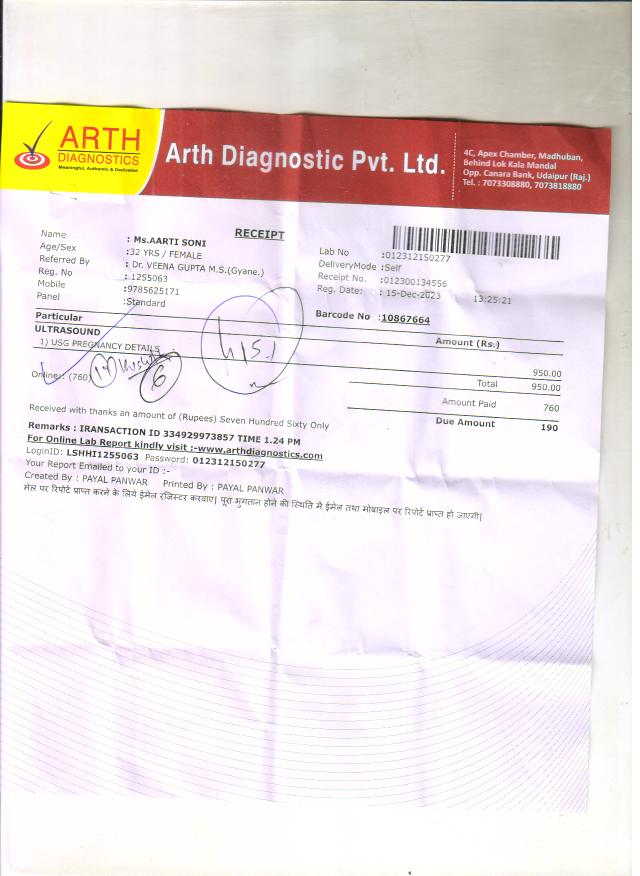 ARTH
DIAGNOSTICS
Meaningful, Authentic & Dedicated
Arth Diagnostic Pvt. Ltd.
4C, Apex Chamber, Madhuban,
Behind Lok Kala Mandal
Opp. Canara Bank, Udaipur (Raj.)
Tel. : 7073308880, 7073818880
RECEIPT
Name : Ms.AARTI SONI
Age/Sex :32 YRS / FEMALE
Referred By : Dr. VEENA GUPTA M.S.(Gyane.)
Reg. No : 1255063
Mobile :9785625171
Panel :Standard
Lab No :012312150277
DeliveryMode :Self
Receipt No. :012300134556
Reg. Date: : 15-Dec-2023 13:25:21
Barcode No :10867664
Particular Amount (Rs.)
ULTRASOUND
1) USG PREGNANCY DETAILS 950.00
Total 950.00
Online: (760) Amount Paid 760
6
Due Amount 190
Received with thanks an amount of (Rupees) Seven Hundred Sixty Only
Remarks : IRANSACTION ID 334929973857 TIME 1.24 PM
For Online Lab Report kindly visit :-www.arthdiagnostics.com
LoginID: LSHHI1255063 Password: 012312150277
Your Report Emailed to your ID :-
Created By : PAYAL PANWAR Printed By : PAYAL PANWAR
मेल पर रिपोर्ट प्राप्त करने के लिये ईमेल रजिस्टर करवाए| पूरा भुगतान होने की स्थिति में ईमेल तथा मोबाइल पर रिपोर्ट प्राप्त हो जाएगी|